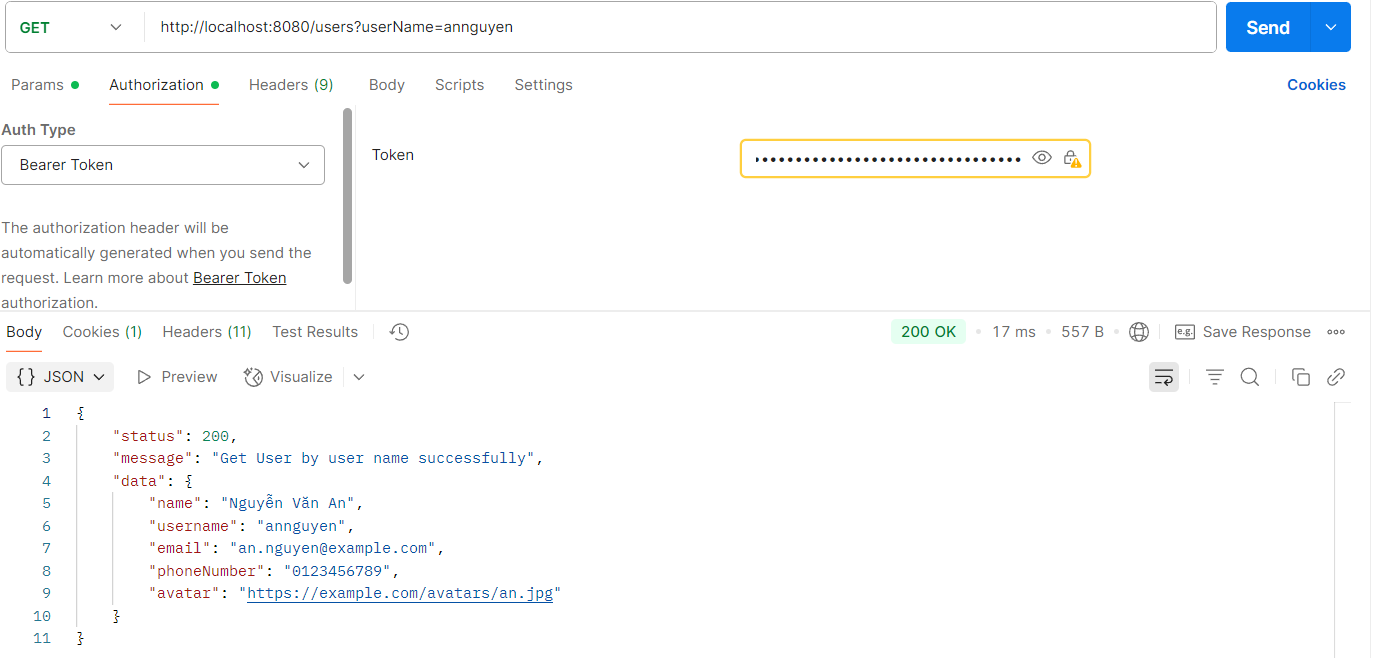 GET http://localhost:8080/users?userName=annguyen Send
Params Authorization Headers (9) Body Scripts Settings Cookies
Auth Type
Bearer Token
Token ••••••••••••••••••••••••••••••••
The authorization header will be
automatically generated when you send the
request. Learn more about Bearer Token
authorization.
Body Cookies (1) Headers (11) Test Results 200 OK • 17 ms • 557 B • e.g. Save Response
{} JSON Preview Visualize
1 {
2 "status": 200,
3 "message": "Get User by user name successfully",
4 "data": {
5 "name": "Nguyễn Văn An",
6 "username": "annguyen",
7 "email": "an.nguyen@example.com",
8 "phoneNumber": "0123456789",
9 "avatar": "https://example.com/avatars/an.jpg"
10 }
11 }